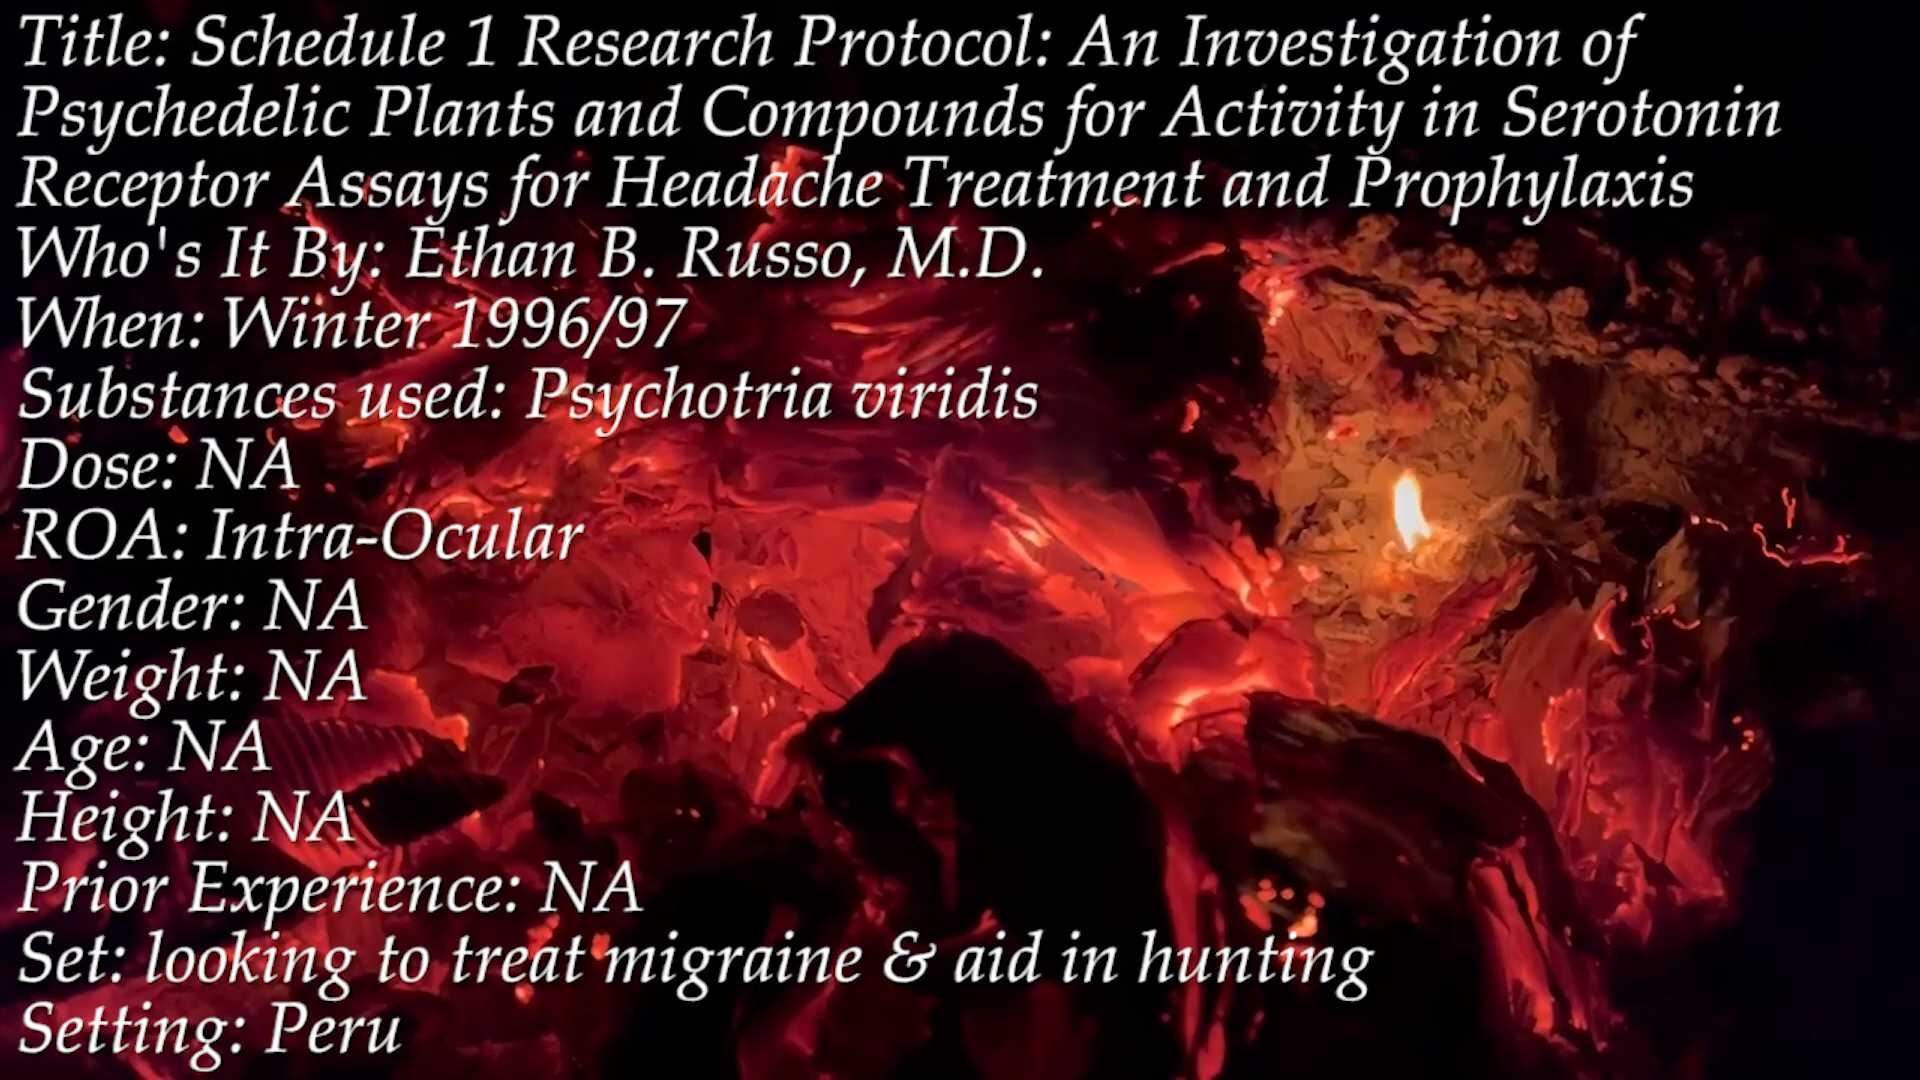 Title: Schedule 1 Research Protocol: An Investigation of
Psychedelic Plants and Compounds for Activity in Serotonin
Receptor Assays for Headache Treatment and Prophylaxis
Who's It By: Ethan B. Russo, M.D.
When: Winter 1996/97
Substances used: Psychotria viridis
Dose: NA
ROA: Intra-Ocular
Gender: NA
Weight: NA
Age: NA
Height: NA
Prior Experience: NA
Set: looking to treat migraine & aid in hunting
Setting: Peru